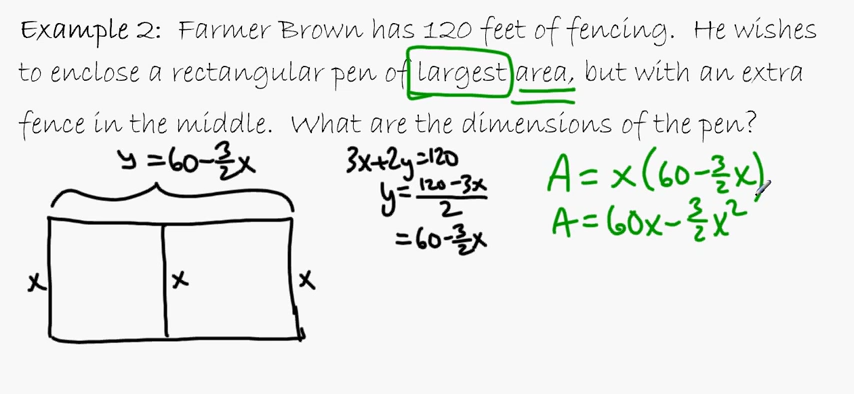 Example 2: Farmer Brown has 120 feet of fencing. He wishes
to enclose a rectangular pen of largest area, but with an extra
fence in the middle. What are the dimensions of the pen?
y = 60 - 3/2 x
x
x
x
3x+2y=120
y = (120-3x)/2
= 60 - 3/2 x
A = x(60 - 3/2 x)
A = 60x - 3/2 x²